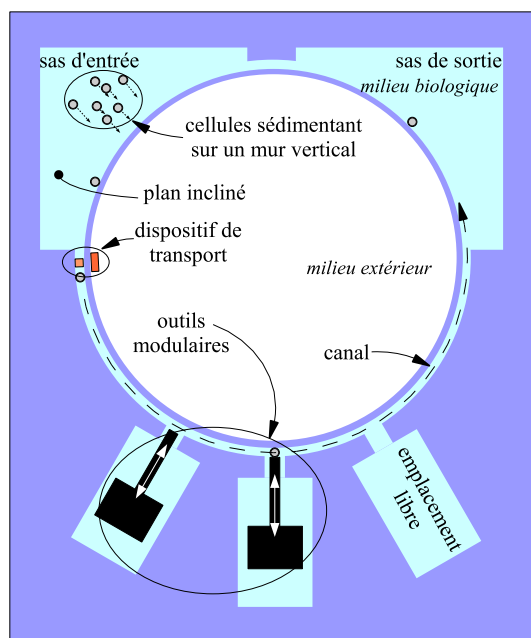 sas d'entrée
sas de sortie
milieu biologique
cellules sédimentant
sur un mur vertical
plan incliné
dispositif de
transport
milieu extérieur
outils
modulaires
canal
emplacement
libre